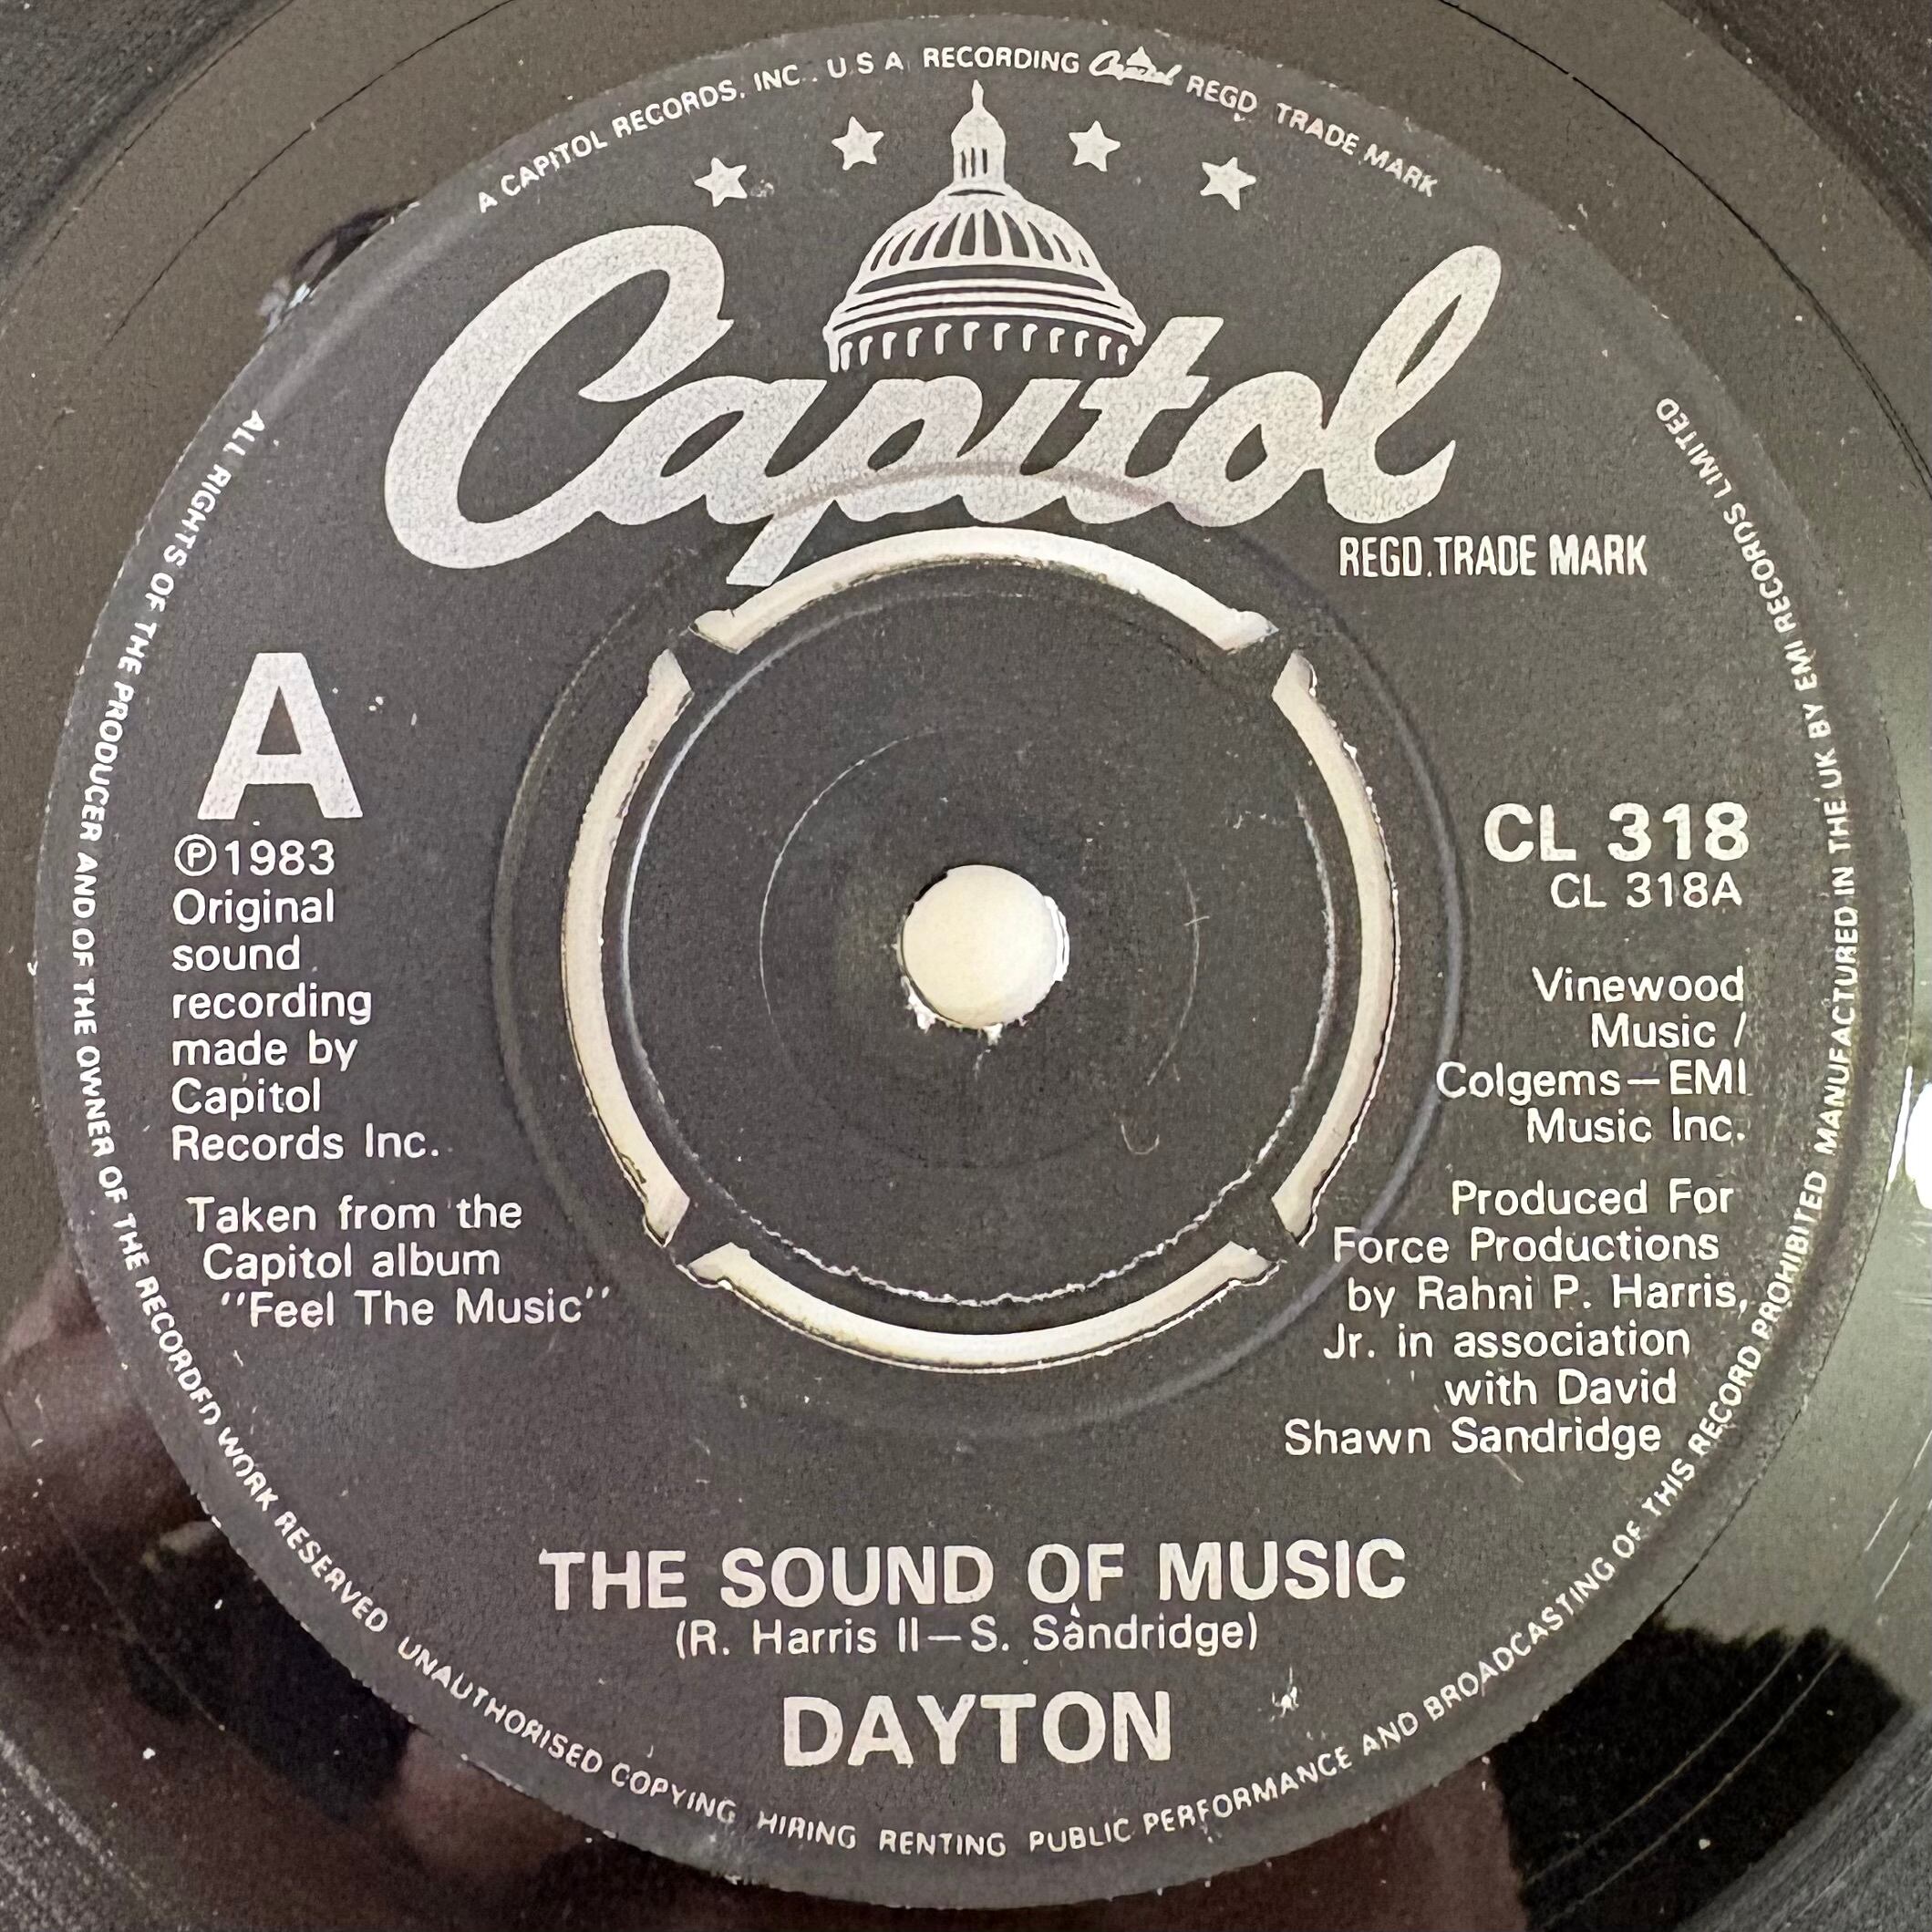 A CAPITOL RECORDS, INC. U.S.A. RECORDING Capitol REGD. TRADE MARK
Capitol
REGD. TRADE MARK
A
℗1983
Original
sound
recording
made by
Capitol
Records Inc.
Taken from the
Capitol album
"Feel The Music"
CL 318
CL 318A
Vinewood
Music /
Colgems—EMI
Music Inc.
Produced For
Force Productions
by Rahni P. Harris,
Jr. in association
with David
Shawn Sandridge
THE SOUND OF MUSIC
(R. Harris II—S. Sandridge)
DAYTON
ALL RIGHTS OF THE PRODUCER AND OF THE OWNER OF THE RECORDED WORK RESERVED UNAUTHORISED COPYING HIRING RENTING PUBLIC PERFORMANCE AND BROADCASTING OF THIS RECORD PROHIBITED MANUFACTURED IN THE UK BY EMI RECORDS LIMITED